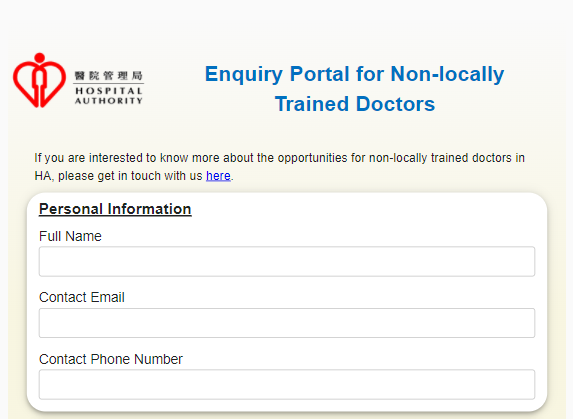 醫院管理局
HOSPITAL
AUTHORITY
Enquiry Portal for Non-locally
Trained Doctors
If you are interested to know more about the opportunities for non-locally trained doctors in
HA, please get in touch with us here.
Personal Information
Full Name
Contact Email
Contact Phone Number